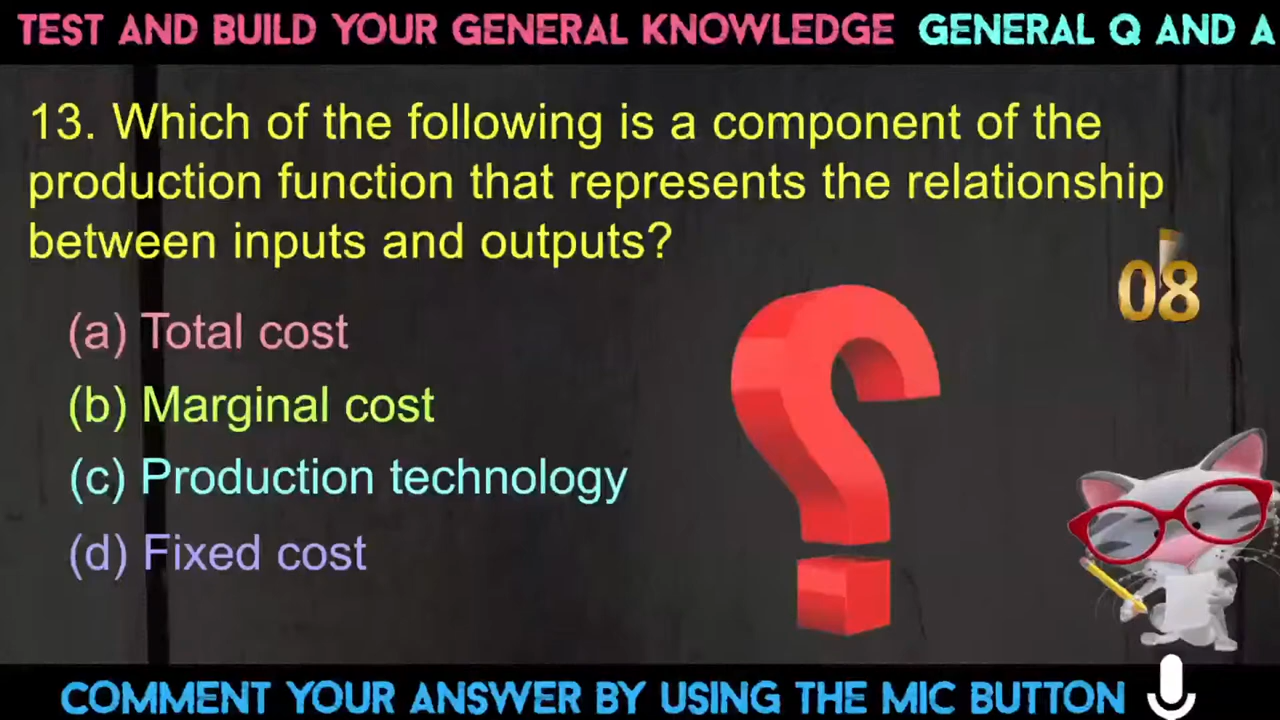 TEST AND BUILD YOUR GENERAL KNOWLEDGE GENERAL Q AND A
13. Which of the following is a component of the
production function that represents the relationship
between inputs and outputs?
08
(a) Total cost
(b) Marginal cost
(c) Production technology
(d) Fixed cost
COMMENT YOUR ANSWER BY USING THE MIC BUTTON